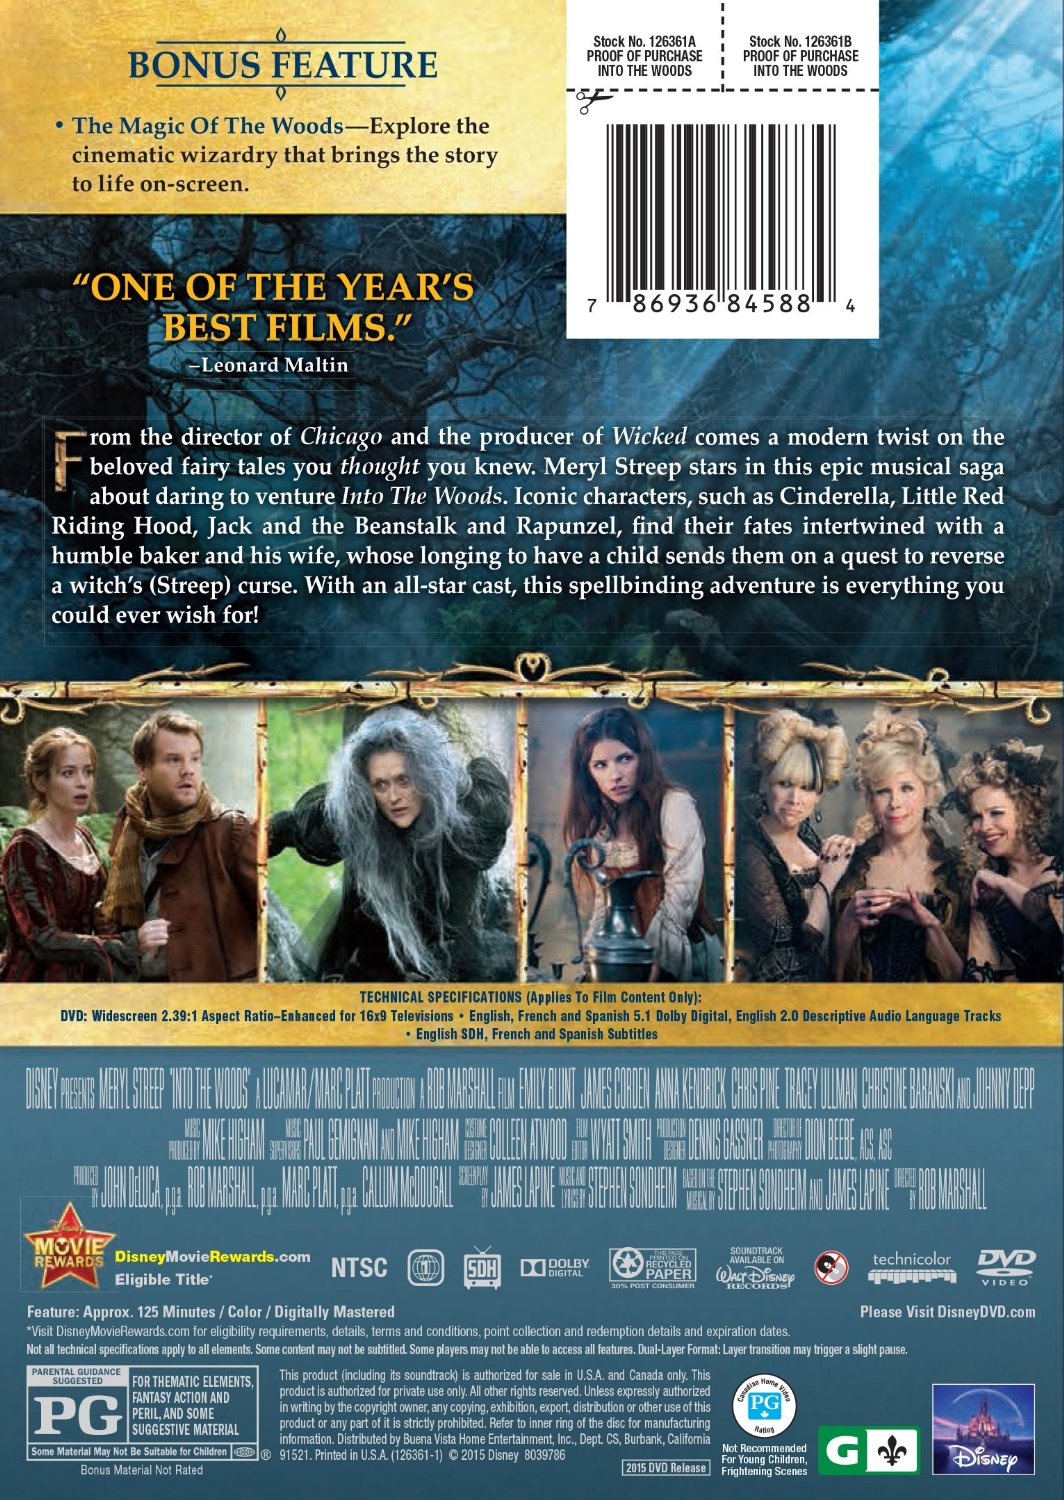 BONUS FEATURE
• The Magic Of The Woods—Explore the
cinematic wizardry that brings the story
to life on-screen.
Stock No. 126361A
PROOF OF PURCHASE
INTO THE WOODS
Stock No. 126361B
PROOF OF PURCHASE
INTO THE WOODS
7 86936 84588 4
“ONE OF THE YEAR’S
BEST FILMS.”
–Leonard Maltin
From the director of Chicago and the producer of Wicked comes a modern twist on the
beloved fairy tales you thought you knew. Meryl Streep stars in this epic musical saga
about daring to venture Into The Woods. Iconic characters, such as Cinderella, Little Red
Riding Hood, Jack and the Beanstalk and Rapunzel, find their fates intertwined with a
humble baker and his wife, whose longing to have a child sends them on a quest to reverse
a witch’s (Streep) curse. With an all-star cast, this spellbinding adventure is everything you
could ever wish for!
TECHNICAL SPECIFICATIONS (Applies To Film Content Only):
DVD: Widescreen 2.39:1 Aspect Ratio–Enhanced for 16x9 Televisions • English, French and Spanish 5.1 Dolby Digital, English 2.0 Descriptive Audio Language Tracks
• English SDH, French and Spanish Subtitles
DISNEY PRESENTS MERYL STREEP "INTO THE WOODS" A LUCAMAR/MARC PLATT PRODUCTION A ROB MARSHALL FILM EMILY BLUNT JAMES CORDEN ANNA KENDRICK CHRIS PINE TRACEY ULLMAN CHRISTINE BARANSKI AND JOHNNY DEPP
MUSIC PRODUCED BY MIKE HIGHAM MUSIC SUPERVISORS PAUL GEMIGNANI AND MIKE HIGHAM COSTUME DESIGNER COLLEEN ATWOOD FILM EDITOR WYATT SMITH PRODUCTION DESIGNER DENNIS GASSNER DIRECTOR OF PHOTOGRAPHY DION BEEBE, ACS, ASC
PRODUCED BY JOHN DeLUCA, p.g.a. ROB MARSHALL, p.g.a. MARC PLATT, p.g.a. CALLUM McDOUGALL SCREENPLAY BY JAMES LAPINE MUSIC AND LYRICS BY STEPHEN SONDHEIM BASED ON THE MUSICAL BY STEPHEN SONDHEIM AND JAMES LAPINE DIRECTED BY ROB MARSHALL
Disney
MOVIE
REWARDS
DisneyMovieRewards.com
Eligible Title*
NTSC
1
SDH
DOLBY
DIGITAL
THIS PAGE
PRINTED ON
RECYCLED
PAPER
30% POST CONSUMER
SOUNDTRACK
AVAILABLE ON
WALT DISNEY
RECORDS
technicolor
DVD
VIDEO
Feature: Approx. 125 Minutes / Color / Digitally Mastered
Please Visit DisneyDVD.com
*Visit DisneyMovieRewards.com for eligibility requirements, details, terms and conditions, point collection and redemption details and expiration dates.
Not all technical specifications apply to all elements. Some content may not be subtitled. Some players may not be able to access all features. Dual-Layer Format: Layer transition may trigger a slight pause.
PARENTAL GUIDANCE SUGGESTED
PG
FOR THEMATIC ELEMENTS,
FANTASY ACTION AND
PERIL, AND SOME
SUGGESTIVE MATERIAL
Some Material May Not Be Suitable for Children ®
Bonus Material Not Rated
This product (including its soundtrack) is authorized for sale in U.S.A. and Canada only. This
product is authorized for private use only. All other rights reserved. Unless expressly authorized
in writing by the copyright owner, any copying, exhibition, export, distribution or other use of this
product or any part of it is strictly prohibited. Refer to inner ring of the disc for manufacturing
information. Distributed by Buena Vista Home Entertainment, Inc., Dept. CS, Burbank, California
91521. Printed in U.S.A. (126361-1) © 2015 Disney 8039786
2015 DVD Release
Canadian Home Video
PG
Rating
Not Recommended
For Young Children,
Frightening Scenes
G
Disney